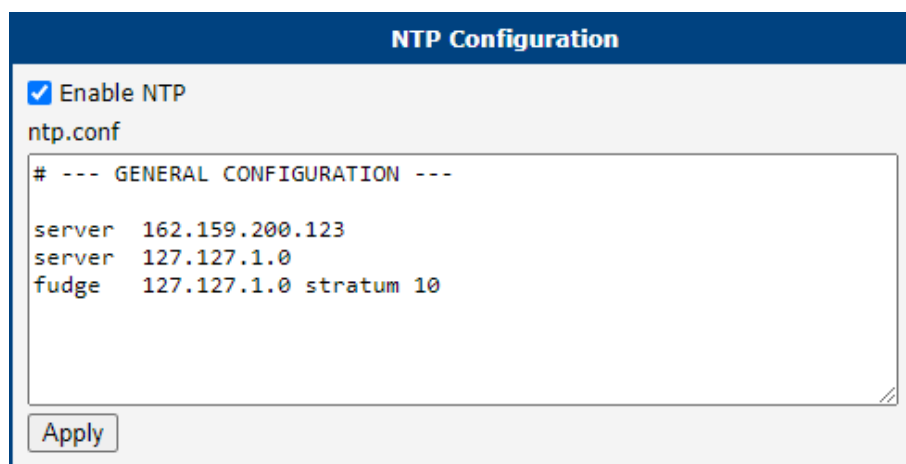 NTP Configuration
Enable NTP
ntp.conf
# --- GENERAL CONFIGURATION ---
server  162.159.200.123
server  127.127.1.0
fudge   127.127.1.0 stratum 10
Apply